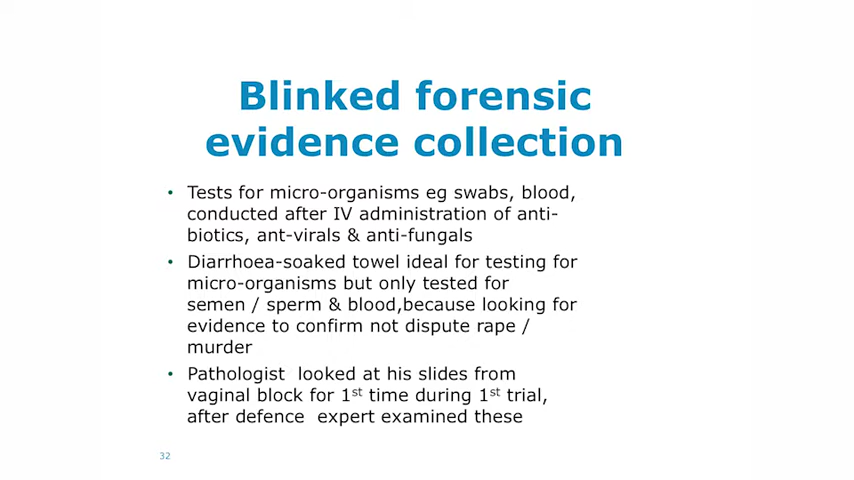 Blinked forensic
evidence collection
• Tests for micro-organisms eg swabs, blood,
conducted after IV administration of anti-
biotics, ant-virals & anti-fungals
• Diarrhoea-soaked towel ideal for testing for
micro-organisms but only tested for
semen / sperm & blood,because looking for
evidence to confirm not dispute rape /
murder
• Pathologist looked at his slides from
vaginal block for 1st time during 1st trial,
after defence expert examined these
32